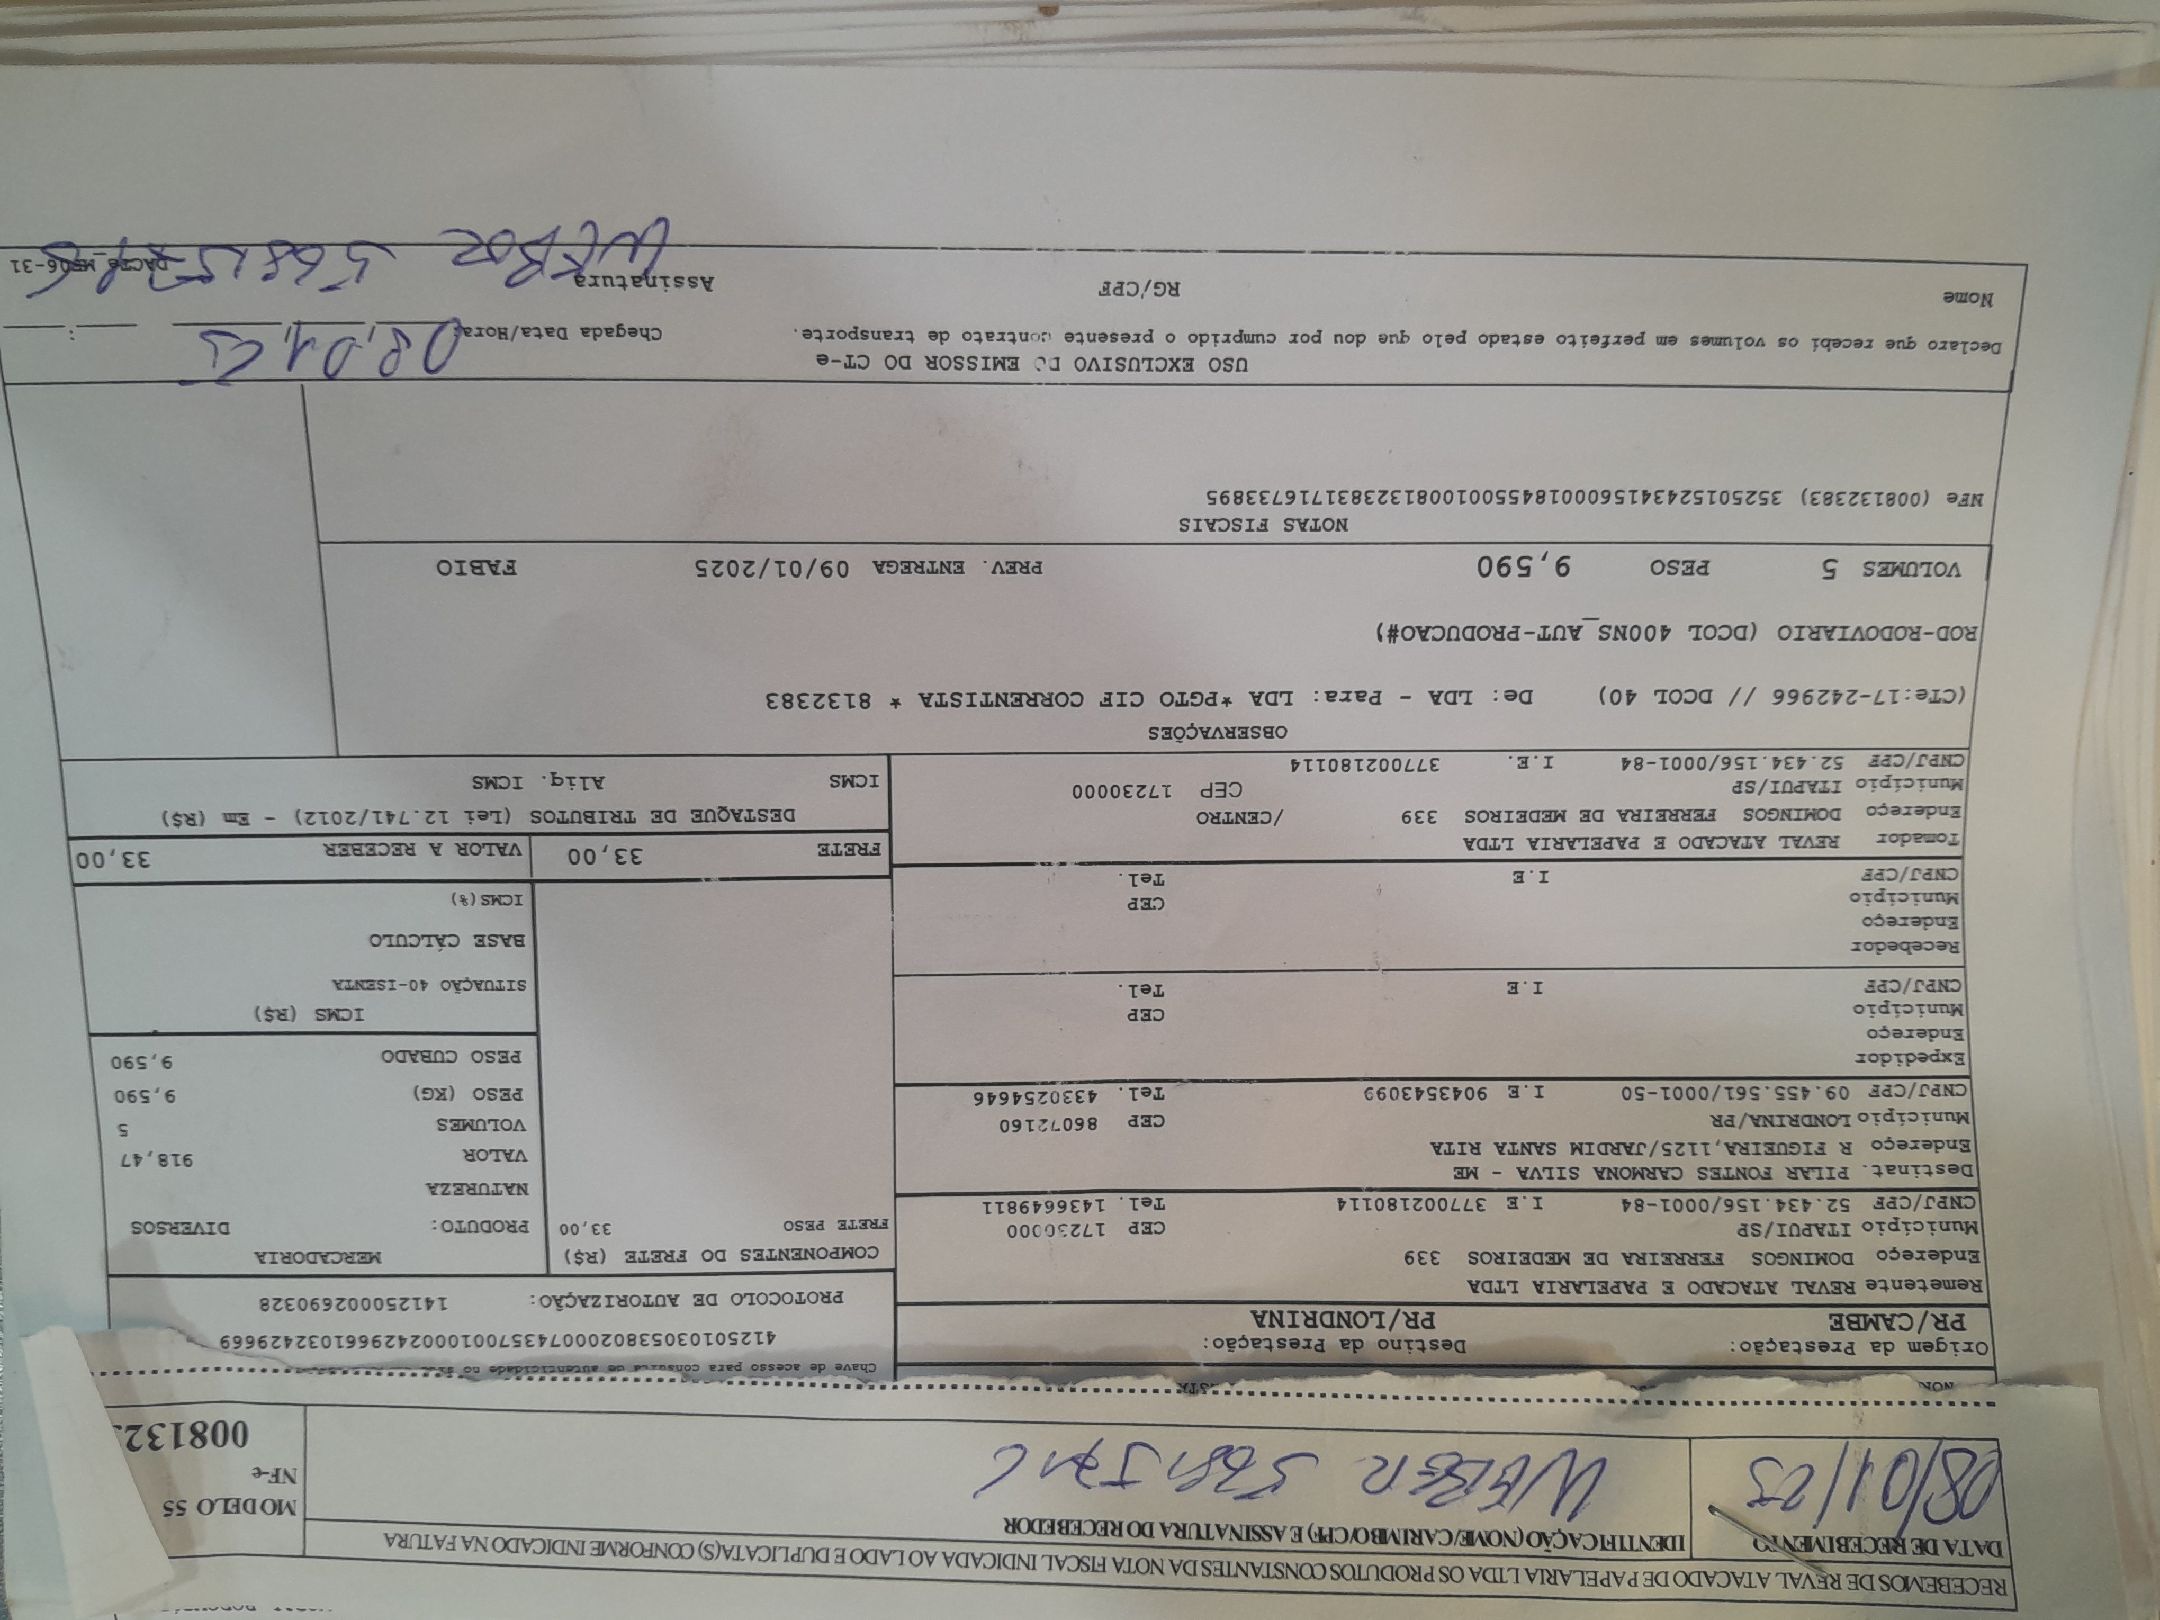 RECEBEMOS DE REVAL ATACADO DE PAPELARIA LTDA OS PRODUTOS CONSTANTES DA NOTA FISCAL INDICADA AO LADO E DUPLICATA(S) CONFORME INDICADO NA FATURA
DATA DE RECEBIMENTO
08/01/25
IDENTIFICAÇÃO (NOME/CARIMBO/CPF) E ASSINATURA DO RECEBEDOR
WEBER
MODELO 55
NF-e
008132
Chave de acesso para consulta de autenticidade no
Origem da Prestação:
PR/CAMBE
Destino da Prestação:
PR/LONDRINA
41250103053802000743570010002429661032429669
PROTOCOLO DE AUTORIZAÇÃO: 141250002690328
Remetente REVAL ATACADO E PAPELARIA LTDA
Endereço DOMINGOS FERREIRA DE MEDEIROS 339
Município ITAPUI/SP CEP 17230000
CNPJ/CPF 52.434.156/0001-84 I.E 377002180114 Tel. 1436649811
Destinat. PILAR FONTES CARMONA SILVA - ME
Endereço R FIGUEIRA,1125/JARDIM SANTA RITA
Município LONDRINA/PR CEP 86072160
CNPJ/CPF 09.455.561/0001-50 I.E 9043543099 Tel. 4330254646
Expedidor
Endereço
Município CEP
CNPJ/CPF I.E Tel.
Recebedor
Endereço
Município CEP
CNPJ/CPF I.E Tel.
Tomador REVAL ATACADO E PAPELARIA LTDA
Endereço DOMINGOS FERREIRA DE MEDEIROS 339 /CENTRO
Município ITAPUI/SP CEP 17230000
CNPJ/CPF 52.434.156/0001-84 I.E. 377002180114
COMPONENTES DO FRETE (R$)
FRETE PESO 33,00
MERCADORIA
PRODUTO: DIVERSOS
NATUREZA
VALOR 918,47
VOLUMES 5
PESO (KG) 9,590
PESO CUBADO 9,590
ICMS (R$)
SITUAÇÃO 40-ISENTA
BASE CÁLCULO
ICMS(%)
FRETE 33,00
VALOR A RECEBER 33,00
DESTAQUE DE TRIBUTOS (Lei 12.741/2012) - Em (R$)
ICMS Aliq. ICMS
OBSERVAÇÕES
(CTe:17-242966 // DCOL 40) De: LDA - Para: LDA *PGTO CIF CORRENTISTA * 8132383
ROD-RODOVIARIO (DCOL 400NS_AUT-PRODUCAO#)
VOLUMES 5 PESO 9,590 PREV. ENTREGA 09/01/2025 FABIO
NOTAS FISCAIS
NFe (008132383) 35250152434156000184550010081323831716733895
USO EXCLUSIVO DO EMISSOR DO CT-e
Declaro que recebi os volumes em perfeito estado pelo que dou por cumprido o presente contrato de transporte.
Chegada Data/Hora: 08,01,25
Nome RG/CPF Assinatura
WEBER